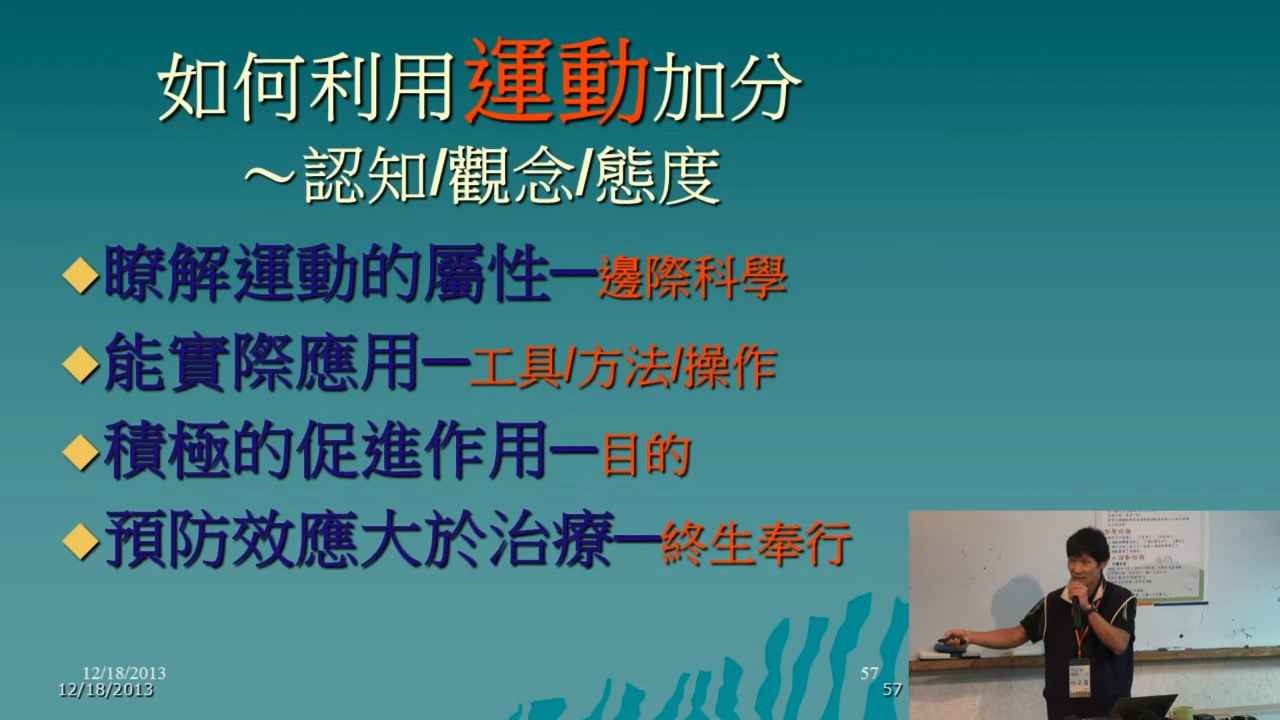 如何利用運動加分
～認知/觀念/態度
瞭解運動的屬性─邊際科學
能實際應用─工具/方法/操作
積極的促進作用─目的
預防效應大於治療─終生奉行
12/18/2013
57
12/18/2013
57